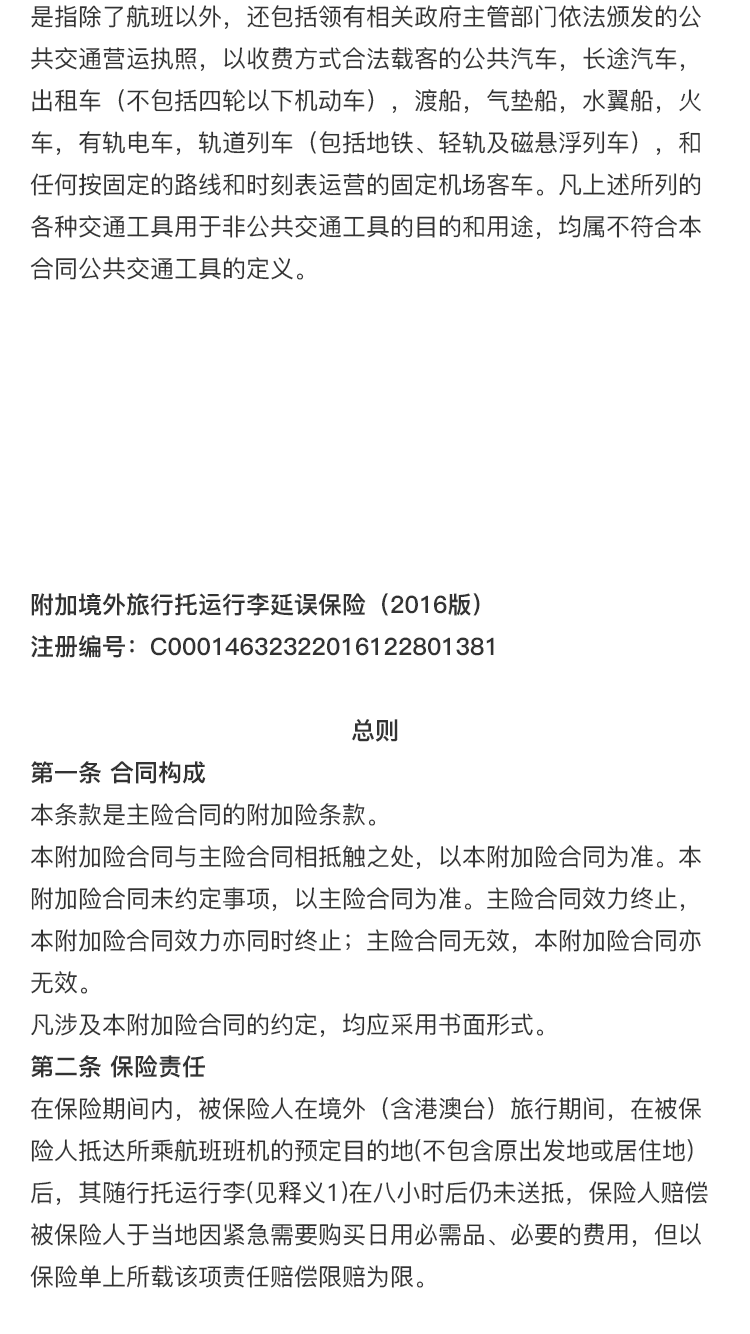 是指除了航班以外，还包括领有相关政府主管部门依法颁发的公
共交通营运执照，以收费方式合法载客的公共汽车，长途汽车，
出租车（不包括四轮以下机动车），渡船，气垫船，水翼船，火
车，有轨电车，轨道列车（包括地铁、轻轨及磁悬浮列车），和
任何按固定的路线和时刻表运营的固定机场客车。凡上述所列的
各种交通工具用于非公共交通工具的目的和用途，均属不符合本
合同公共交通工具的定义。
附加境外旅行托运行李延误保险（2016版）
注册编号：C00014632322016122801381
总则
第一条 合同构成
本条款是主险合同的附加险条款。
本附加险合同与主险合同相抵触之处，以本附加险合同为准。本
附加险合同未约定事项，以主险合同为准。主险合同效力终止，
本附加险合同效力亦同时终止；主险合同无效，本附加险合同亦
无效。
凡涉及本附加险合同的约定，均应采用书面形式。
第二条 保险责任
在保险期间内，被保险人在境外（含港澳台）旅行期间，在被保
险人抵达所乘航班班机的预定目的地(不包含原出发地或居住地)
后，其随行托运行李(见释义1)在八小时后仍未送抵，保险人赔偿
被保险人于当地因紧急需要购买日用必需品、必要的费用，但以
保险单上所载该项责任赔偿限赔为限。